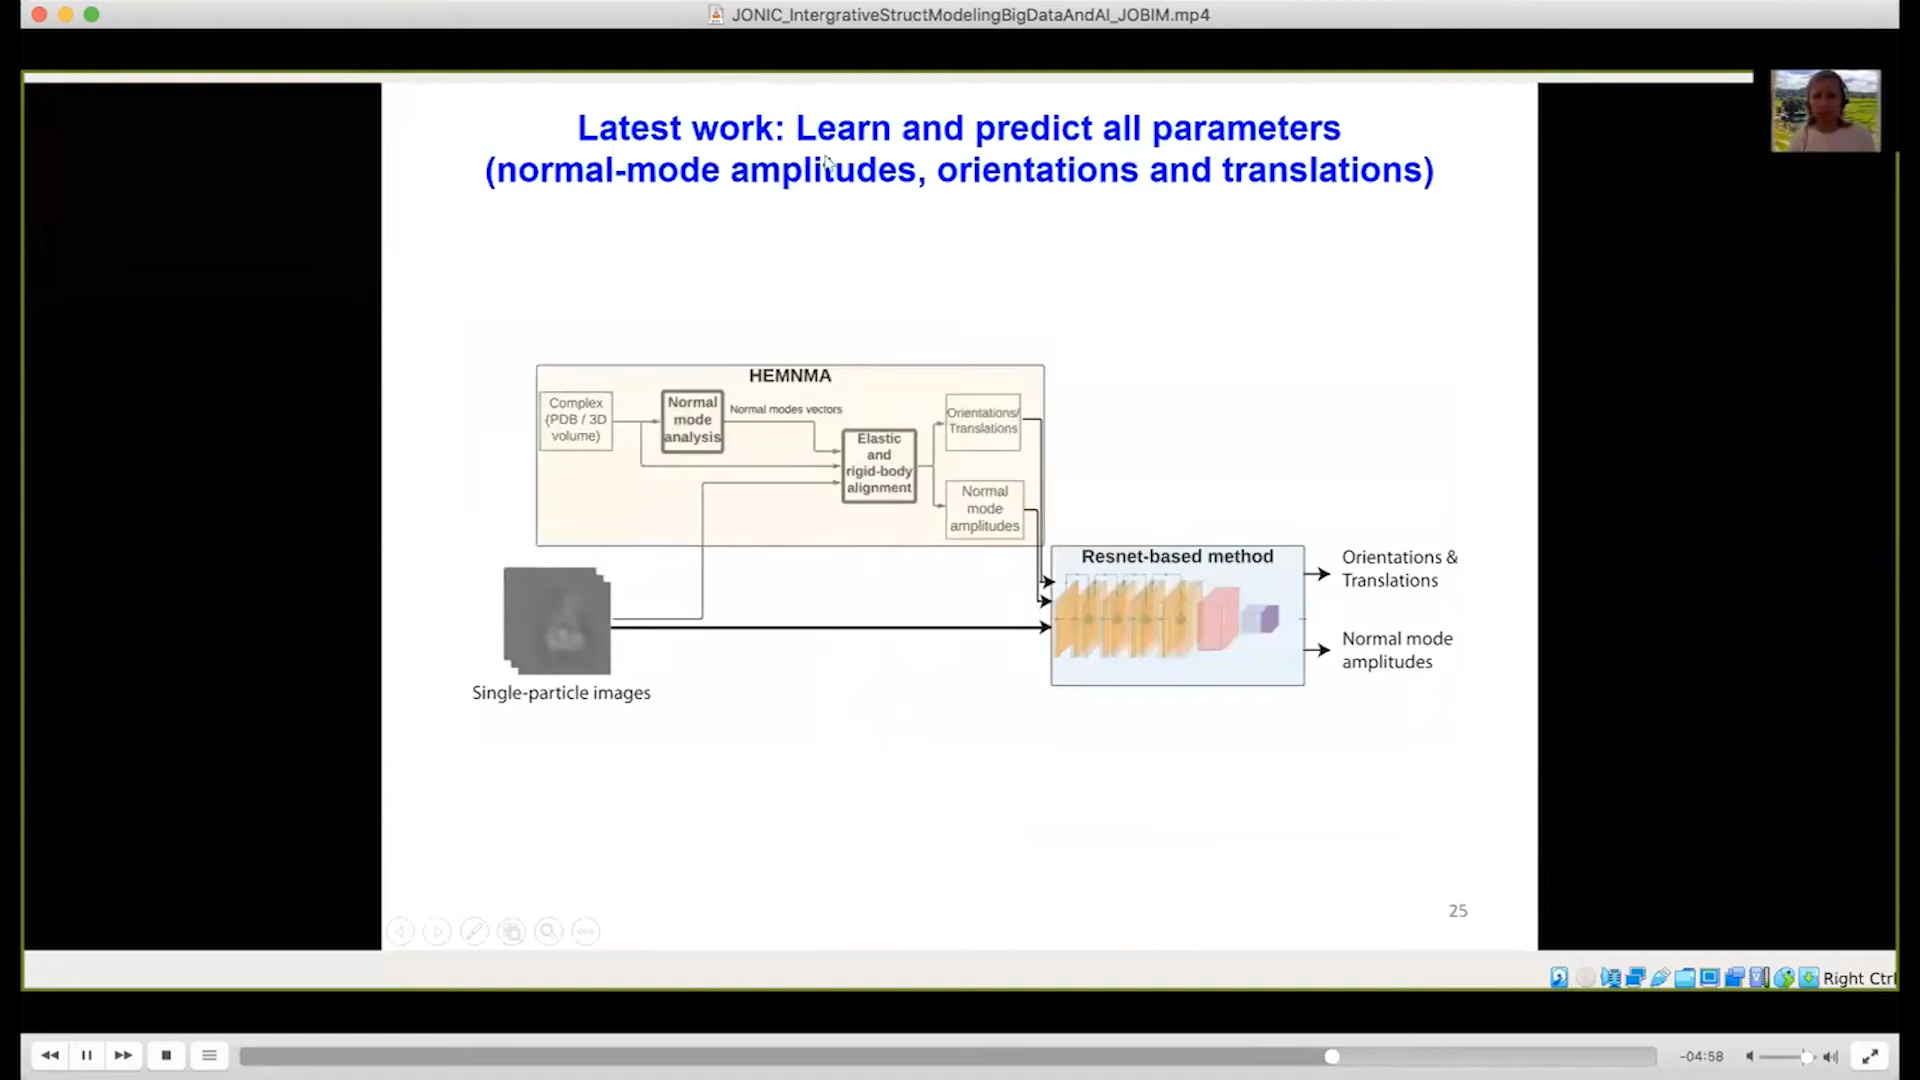 JONIC_IntergrativeStructModelingBigDataAndAI_JOBIM.mp4
Latest work: Learn and predict all parameters
(normal-mode amplitudes, orientations and translations)
HEMNMA
Complex
(PDB / 3D
volume)
Normal
mode
analysis
Normal modes vectors
Elastic
and
rigid-body
alignment
Orientations/
Translations
Normal
mode
amplitudes
Resnet-based method
Orientations &
Translations
Normal mode
amplitudes
Single-particle images
25
Right Ctrl
-04:58